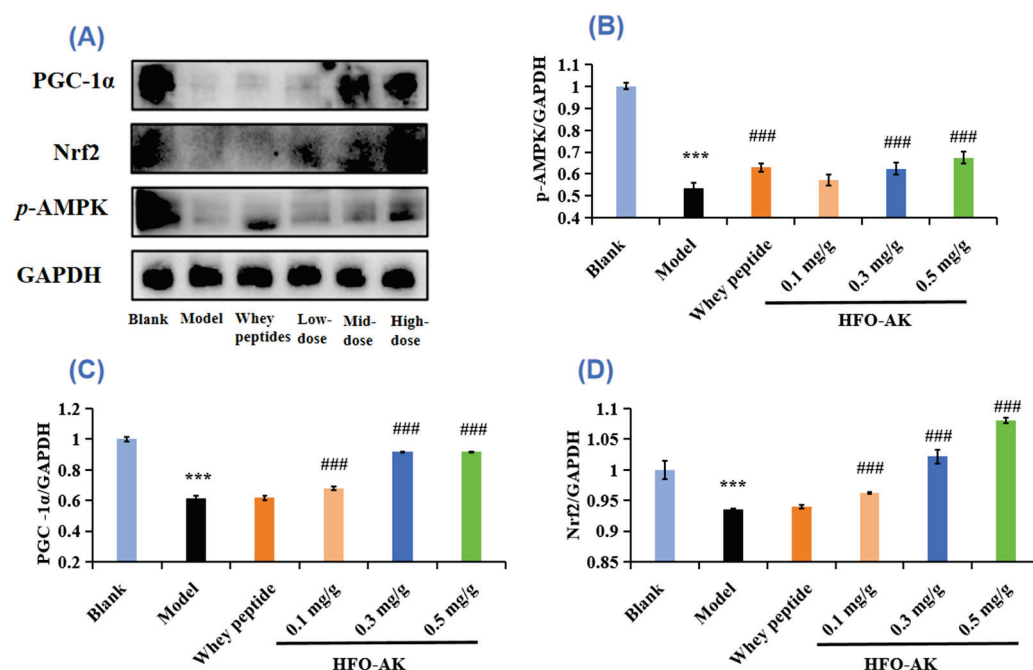 (A)
PGC-1α
Nrf2
p-AMPK
GAPDH
Blank Model Whey peptides Low-dose Mid-dose High-dose
(B)
p-AMPK/GAPDH
1.1
1
0.9
0.8
0.7
0.6
0.5
0.4
***
###
###
###
Blank
Model
Whey peptide
0.1 mg/g
0.3 mg/g
0.5 mg/g
HFO-AK
(C)
PGC -1α/GAPDH
1.2
1
0.8
0.6
0.4
0.2
***
###
###
###
Blank
Model
Whey peptide
0.1 mg/g
0.3 mg/g
0.5 mg/g
HFO-AK
(D)
Nrf2/GAPDH
1.1
1.05
1
0.95
0.9
0.85
***
###
###
###
Blank
Model
Whey peptide
0.1 mg/g
0.3 mg/g
0.5 mg/g
HFO-AK